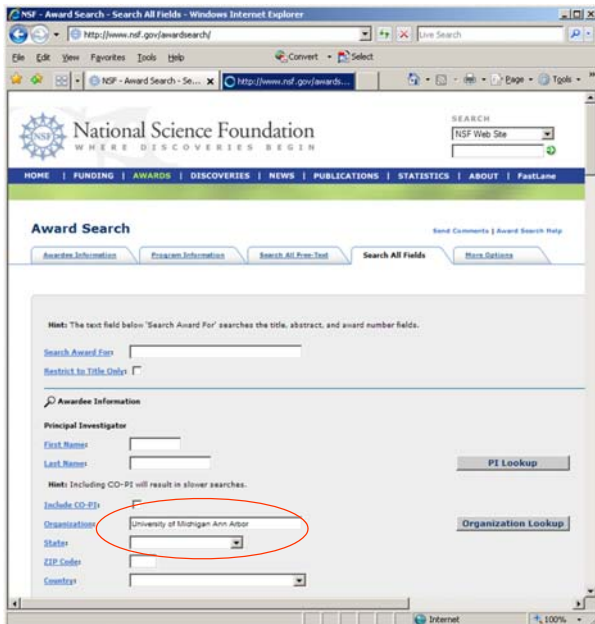 NSF - Award Search - Search All Fields - Windows Internet Explorer
http://www.nsf.gov/awardsearch/
Live Search
File Edit View Favorites Tools Help
Convert
Select
NSF - Award Search - Se...
http://www.nsf.gov/awards...
Page
Tools
National Science Foundation
WHERE DISCOVERIES BEGIN
SEARCH
NSF Web Site
HOME | FUNDING | AWARDS | DISCOVERIES | NEWS | PUBLICATIONS | STATISTICS | ABOUT | FastLane
Award Search
Send Comments | Award Search Help
Awardee Information
Program Information
Search All Free-Text
Search All Fields
More Options
Hint: The text field below 'Search Award For' searches the title, abstract, and award number fields.
Search Award For:
Restrict to Title Only:
Awardee Information
Principal Investigator
First Name:
Last Name:
PI Lookup
Hint: Including CO-PI will result in slower searches.
Include CO-PI:
Organization: University of Michigan Ann Arbor
Organization Lookup
State:
ZIP Code:
Country:
Internet
100%